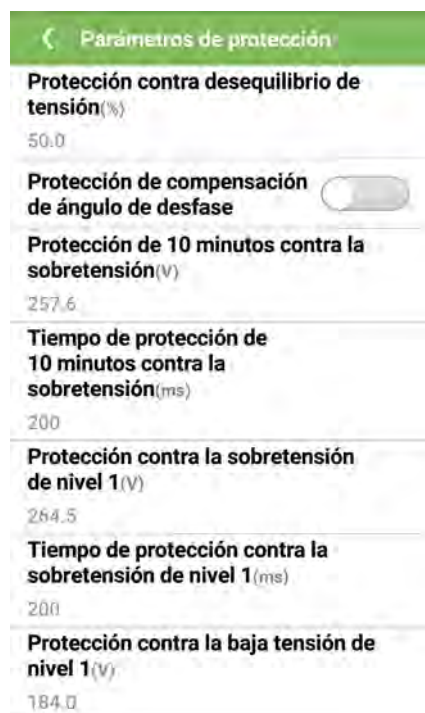 Parámetros de protección
Protección contra desequilibrio de
tensión(%)
50.0
Protección de compensación
de ángulo de desfase
Protección de 10 minutos contra la
sobretensión(V)
257.6
Tiempo de protección de
10 minutos contra la
sobretensión(ms)
200
Protección contra la sobretensión
de nivel 1(V)
264.5
Tiempo de protección contra la
sobretensión de nivel 1(ms)
200
Protección contra la baja tensión de
nivel 1(V)
184.0